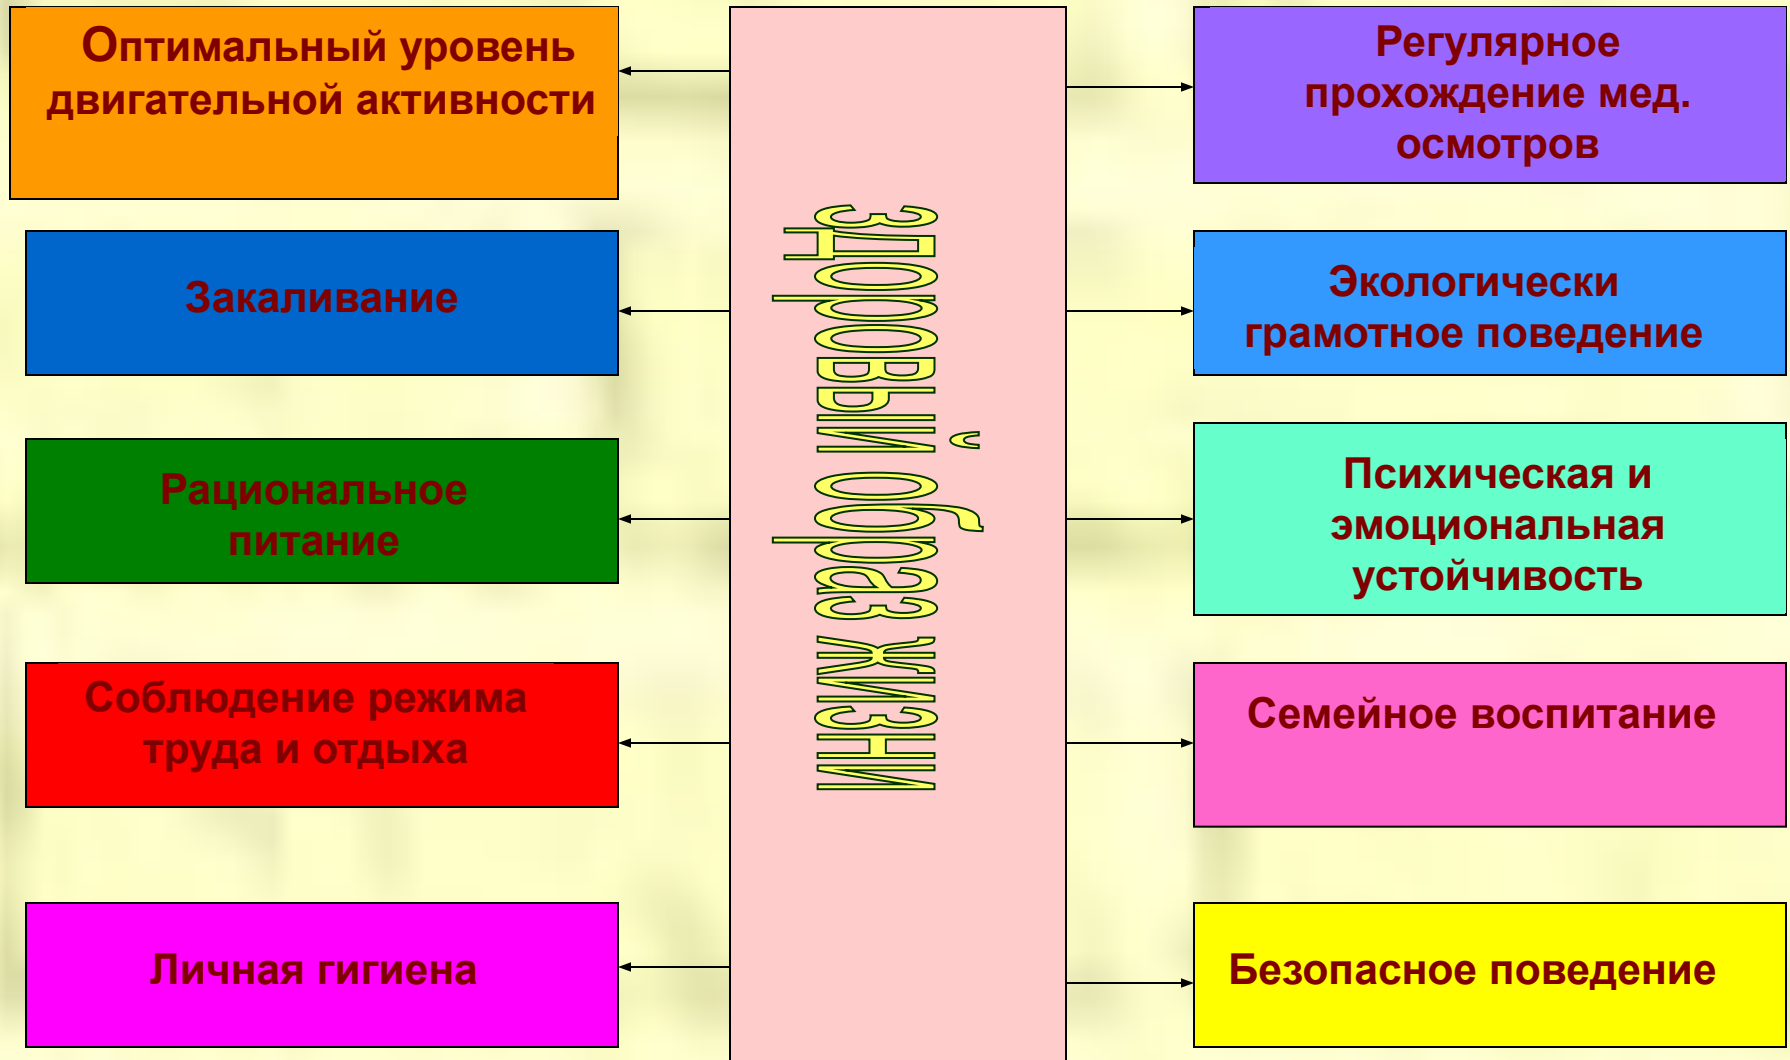 Оптимальный уровень
двигательной активности
Закаливание
Рациональное
питание
Соблюдение режима
труда и отдыха
Личная гигиена
здоровый образ жизни
Регулярное
прохождение мед.
осмотров
Экологически
грамотное поведение
Психическая и
эмоциональная
устойчивость
Семейное воспитание
Безопасное поведение